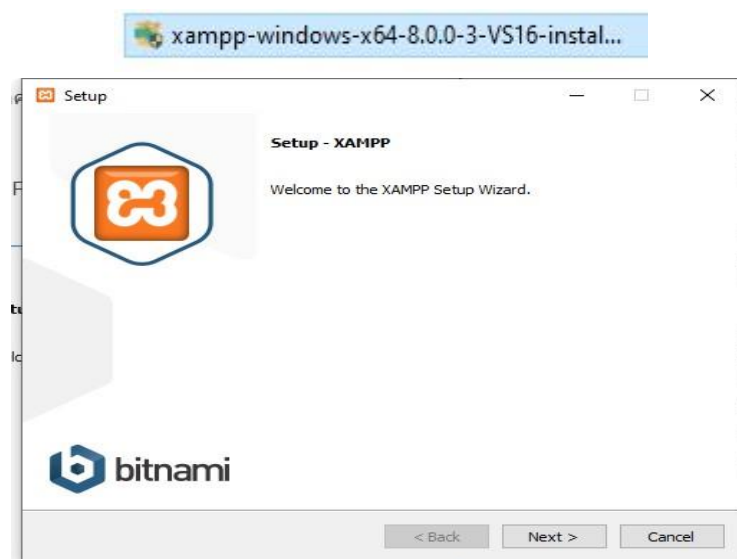 xampp-windows-x64-8.0.0-3-VS16-instal...
Setup
Setup - XAMPP
Welcome to the XAMPP Setup Wizard.
bitnami
< Back Next > Cancel